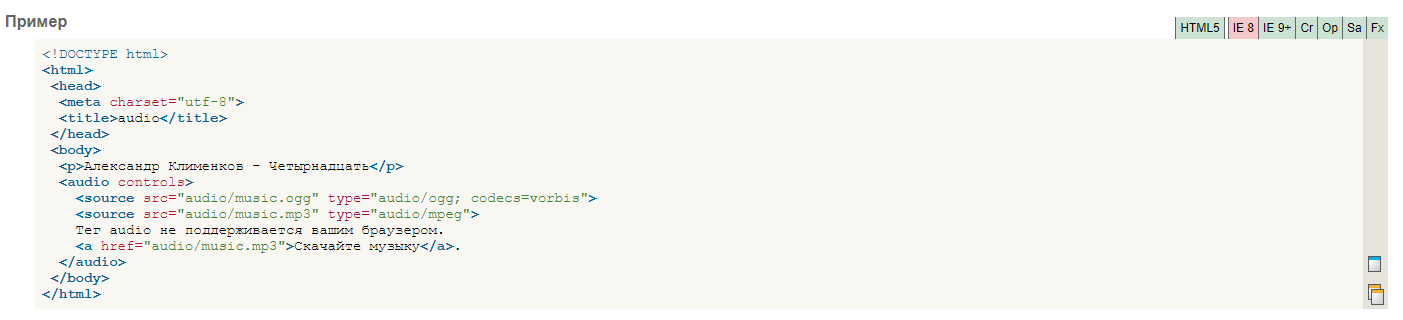 Пример
HTML5 IE 8 IE 9+ Cr Op Sa Fx
<!DOCTYPE html>
<html>
 <head>
  <meta charset="utf-8">
  <title>audio</title>
 </head>
 <body>
  <p>Александр Клименков - Четырнадцать</p>
  <audio controls>
    <source src="audio/music.ogg" type="audio/ogg; codecs=vorbis">
    <source src="audio/music.mp3" type="audio/mpeg">
    Тег audio не поддерживается вашим браузером.
    <a href="audio/music.mp3">Скачайте музыку</a>.
  </audio>
 </body>
</html>